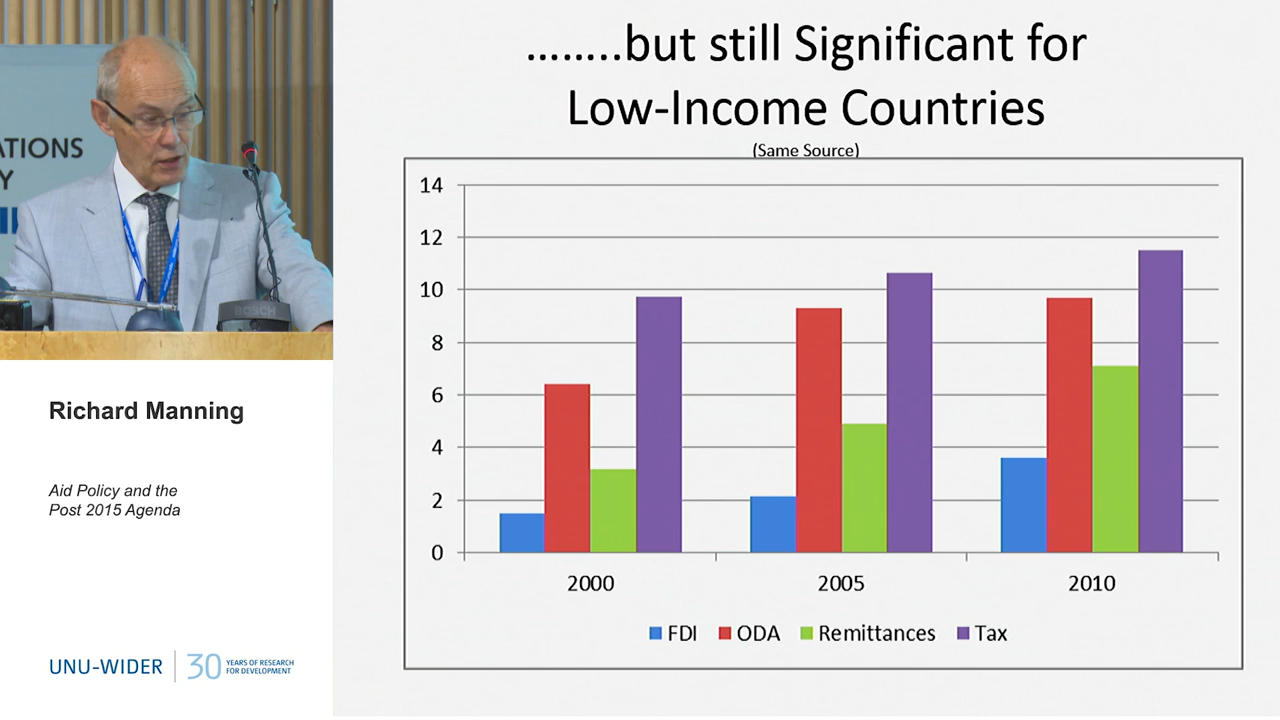 ........but still Significant for
Low-Income Countries
(Same Source)
14
12
10
8
6
4
2
0
2000
2005
2010
FDI
ODA
Remittances
Tax
ATIONS
Y
BOSCH
Richard Manning
Aid Policy and the
Post 2015 Agenda
UNU-WIDER
30
YEARS OF RESEARCH
FOR DEVELOPMENT